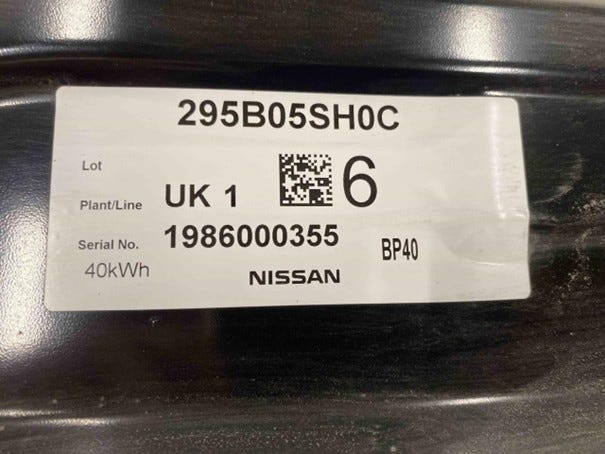 295B05SH0C
Lot
6
Plant/Line UK 1
Serial No. 1986000355
BP40
40kWh
NISSAN